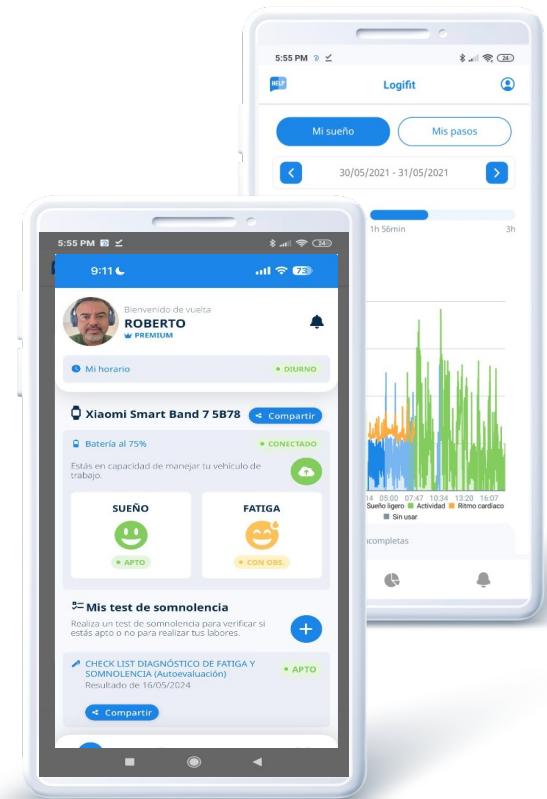 5:55 PM
24
HELP
Logifit
Mi sueño
Mis pasos
30/05/2021 - 31/05/2021
1h 56min
3h
14 05:00 07:47 10:34 13:20 16:07
Sueño ligero Actividad Ritmo cardíaco
Sin usar
ncompletas
5:55 PM
24
9:11
73
Bienvenido de vuelta
ROBERTO
PREMIUM
Mi horario
DIURNO
Xiaomi Smart Band 7 5B78
Compartir
Batería al 75%
CONECTADO
Estás en capacidad de manejar tu vehículo de
trabajo.
SUEÑO
FATIGA
APTO
CON OBS.
Mis test de somnolencia
Realiza un test de somnolencia para verificar si
estás apto o no para realizar tus labores.
CHECK LIST DIAGNÓSTICO DE FATIGA Y
SOMNOLENCIA (Autoevaluación)
APTO
Resultado de 16/05/2024
Compartir